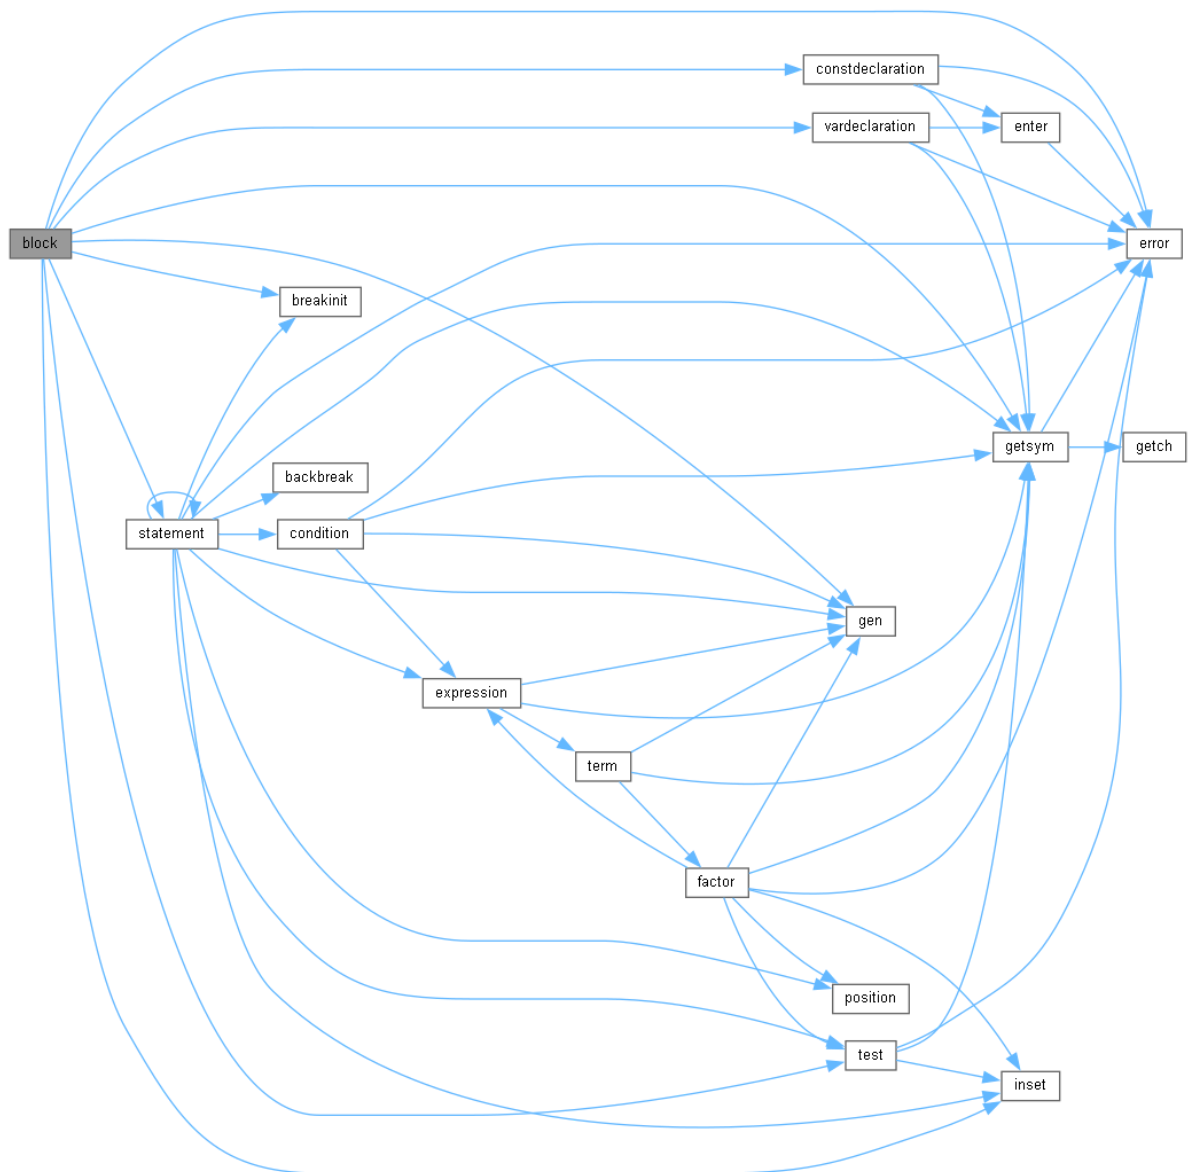 constdeclaration
vardeclaration
enter
block
error
breakinit
getsym
getch
backbreak
statement
condition
gen
expression
term
factor
position
test
inset